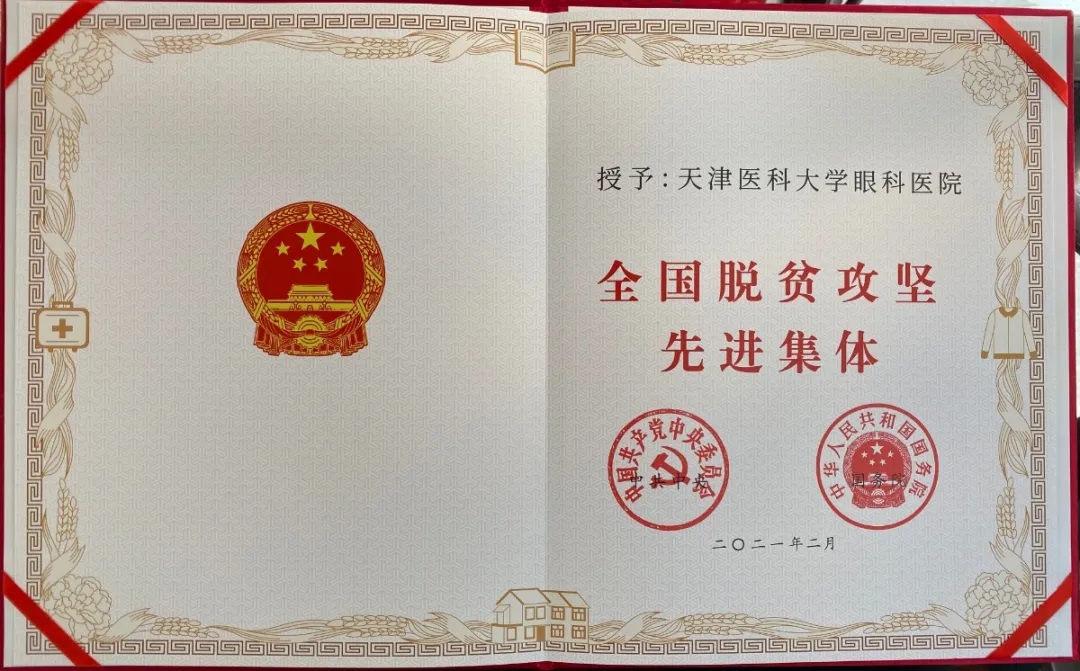 授予：天津医科大学眼科医院
全国脱贫攻坚
先进集体
中国共产党中央委员会
中共中央
中华人民共和国国务院
国务院
二〇二一年二月